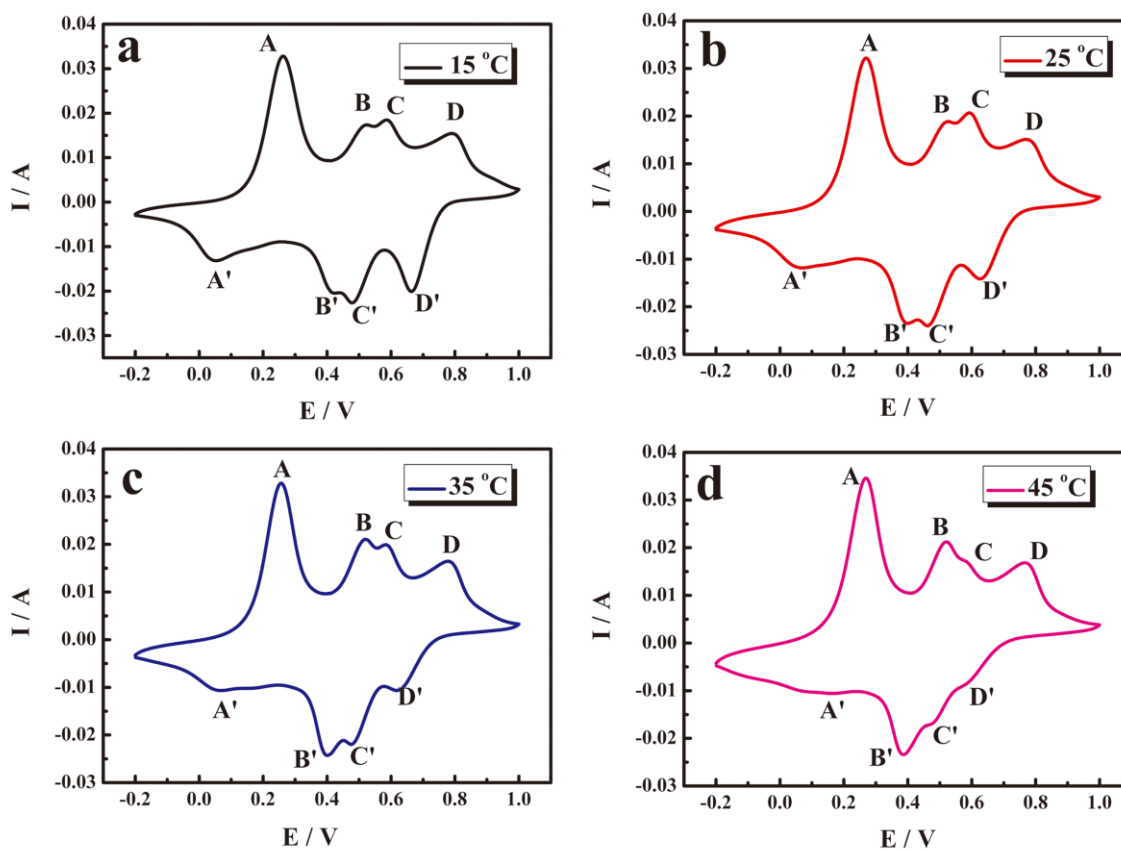 a
15 °C
I / A
0.04
0.03
0.02
0.01
0.00
-0.01
-0.02
-0.03
A
B
C
D
A'
B'
C'
D'
-0.2
0.0
0.2
0.4
0.6
0.8
1.0
E / V
b
25 °C
I / A
0.04
0.03
0.02
0.01
0.00
-0.01
-0.02
-0.03
A
B
C
D
A'
B'
C'
D'
-0.2
0.0
0.2
0.4
0.6
0.8
1.0
E / V
c
35 °C
I / A
0.04
0.03
0.02
0.01
0.00
-0.01
-0.02
-0.03
A
B
C
D
A'
B'
C'
D'
-0.2
0.0
0.2
0.4
0.6
0.8
1.0
E / V
d
45 °C
I / A
0.04
0.03
0.02
0.01
0.00
-0.01
-0.02
-0.03
A
B
C
D
A'
B'
C'
D'
-0.2
0.0
0.2
0.4
0.6
0.8
1.0
E / V